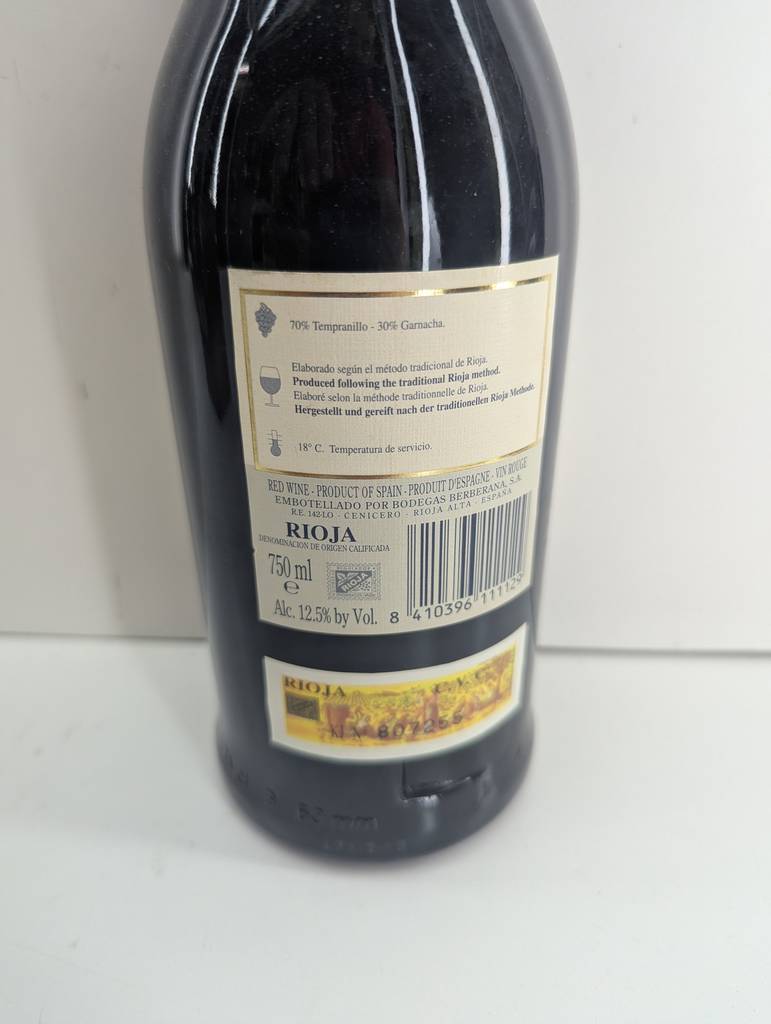 70% Tempranillo - 30% Garnacha.
Elaborado según el método tradicional de Rioja.
Produced following the traditional Rioja method.
Elaboré selon la méthode traditionnelle de Rioja.
Hergestellt und gereift nach der traditionellen Rioja Methode.
18° C. Temperatura de servicio.
RED WINE - PRODUCT OF SPAIN - PRODUIT D'ESPAGNE - VIN ROUGE
EMBOTELLADO POR BODEGAS BERBERANA, S.A.
R.E. 142-LO - CENICERO - RIOJA ALTA - ESPAÑA
RIOJA
DENOMINACION DE ORIGEN CALIFICADA
750 ml
e
RIOJA
Alc. 12.5% by Vol.
8 410396 111129
RIOJA C.V.C.
Nº 807255